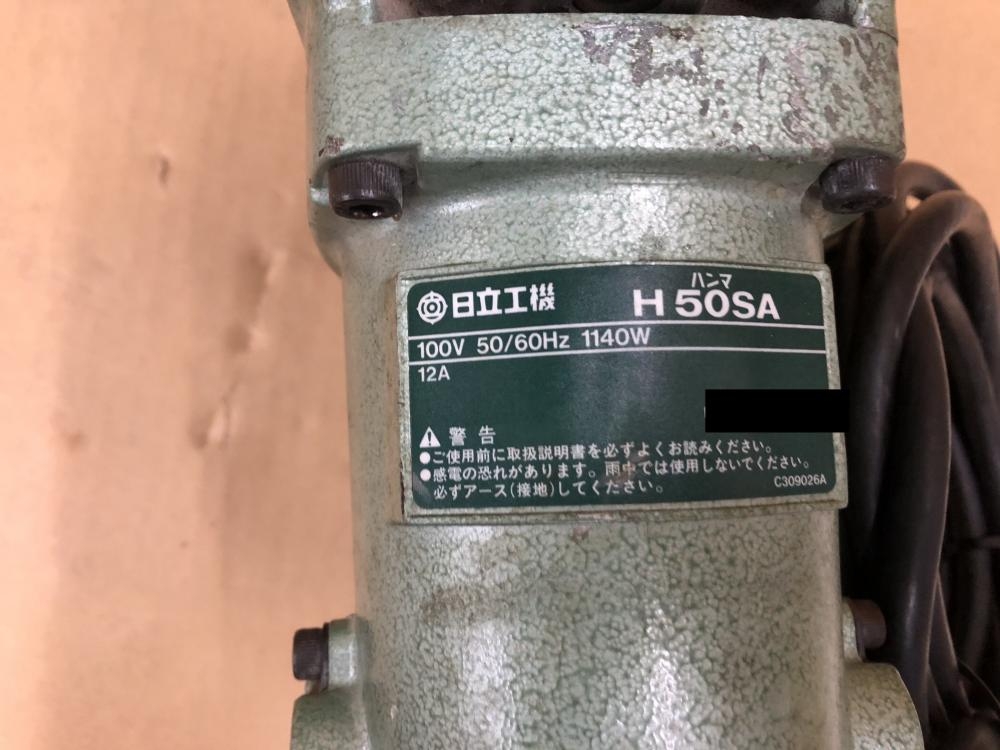 日立工機
ハンマ
H 50SA
100V 50/60Hz 1140W
12A
警告
●ご使用前に取扱説明書を必ずよくお読みください。
●感電の恐れがあります。雨中では使用しないでください。
必ずアース(接地)してください。
C309026A